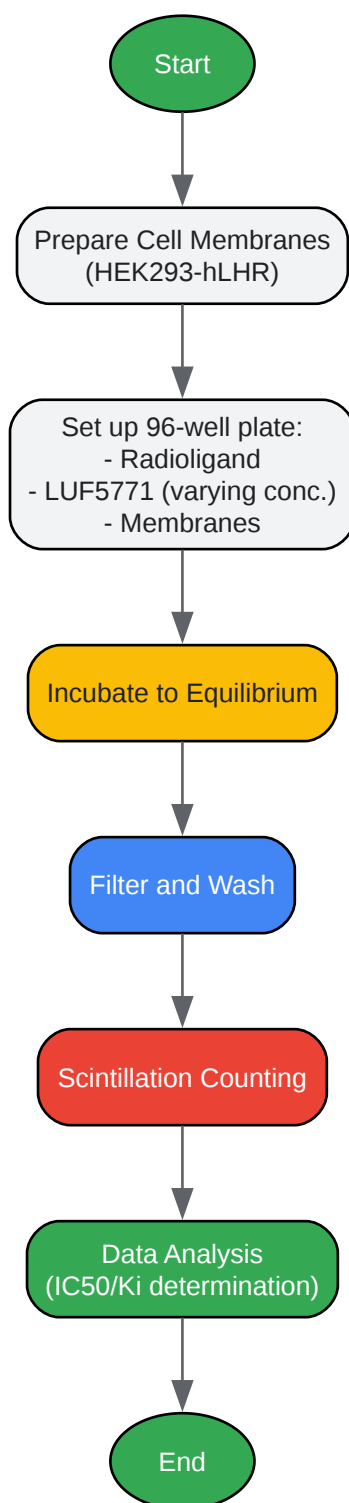 Start
Prepare Cell Membranes
(HEK293-hLHR)
Set up 96-well plate:
- Radioligand
- LUF5771 (varying conc.)
- Membranes
Incubate to Equilibrium
Filter and Wash
Scintillation Counting
Data Analysis
(IC50/Ki determination)
End